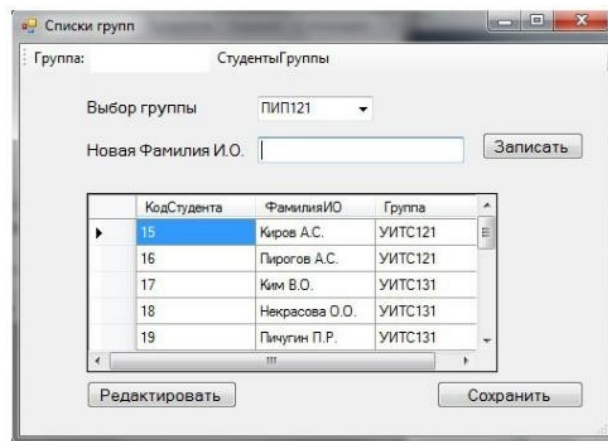 Списки групп
Группа: СтудентыГруппы
Выбор группы ПИП121
Новая Фамилия И.О. Записать
КодСтудента ФамилияИО Группа
15 Киров А.С. УИТС121
16 Пирогов А.С. УИТС121
17 Ким В.О. УИТС131
18 Некрасова О.О. УИТС131
19 Пичугин П.Р. УИТС131
Редактировать Сохранить